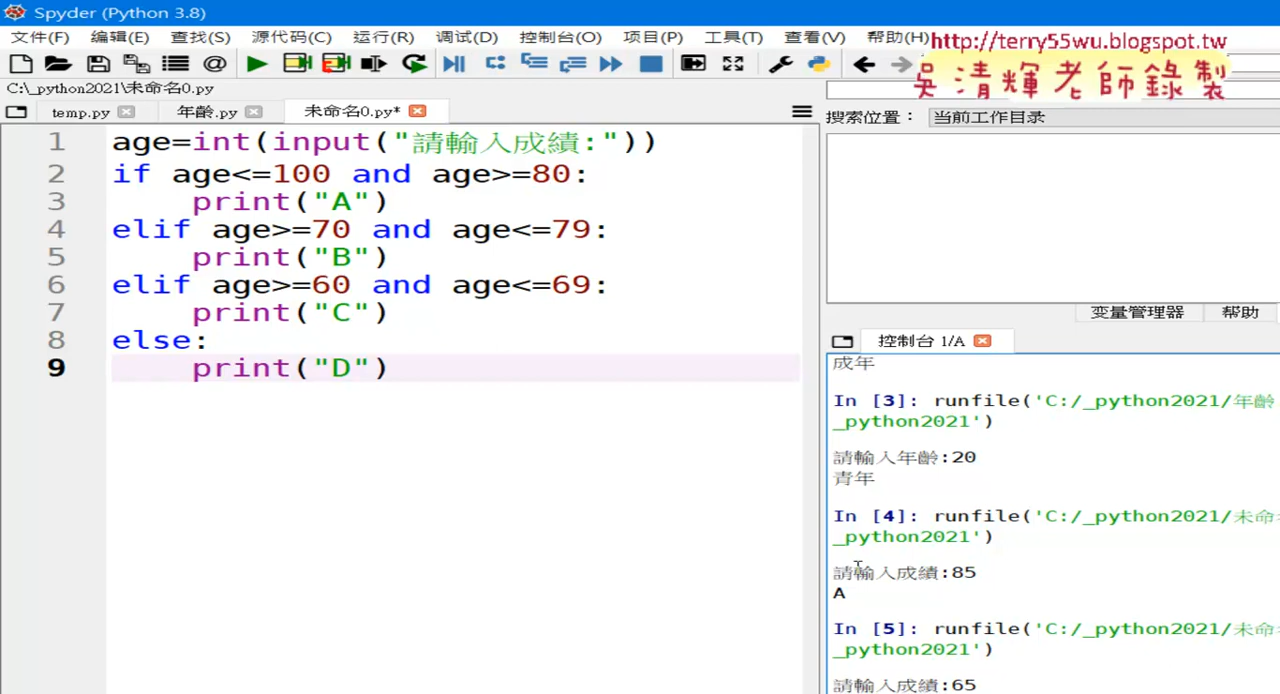 Spyder (Python 3.8)
文件(F) 编辑(E) 查找(S) 源代码(C) 运行(R) 调试(D) 控制台(O) 项目(P) 工具(T) 查看(V) 帮助(H)
http://terry55wu.blogspot.tw
吳清輝老師錄製
C:\_python2021\未命名0.py
temp.py 年齡.py 未命名0.py*
搜索位置： 当前工作目录
1 age=int(input("請輸入成績:"))
2 if age<=100 and age>=80:
3 print("A")
4 elif age>=70 and age<=79:
5 print("B")
6 elif age>=60 and age<=69:
7 print("C")
8 else:
9 print("D")
变量管理器 帮助
控制台 1/A
成年
In [3]: runfile('C:/_python2021/年齡
_python2021')
請輸入年齡:20
青年
In [4]: runfile('C:/_python2021/未命
_python2021')
請輸入成績:85
A
In [5]: runfile('C:/_python2021/未命
_python2021')
請輸入成績:65